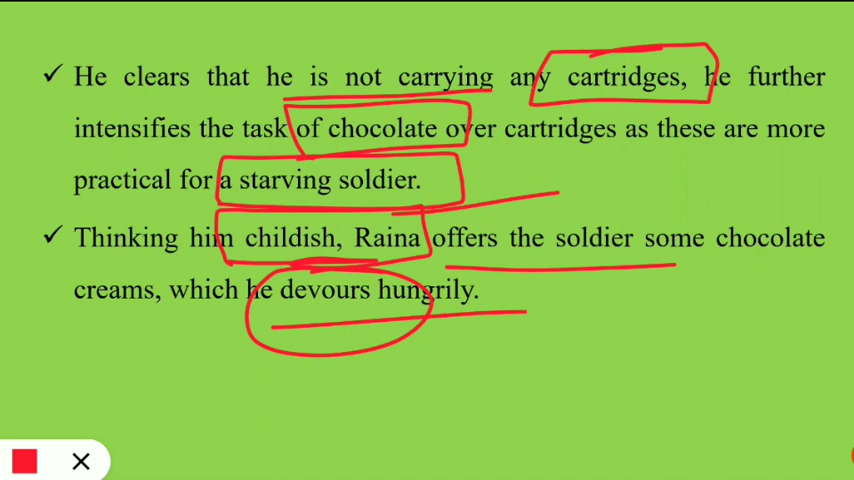 ✓ He clears that he is not carrying any cartridges, he further
intensifies the task of chocolate over cartridges as these are more
practical for a starving soldier.
✓ Thinking him childish, Raina offers the soldier some chocolate
creams, which he devours hungrily.